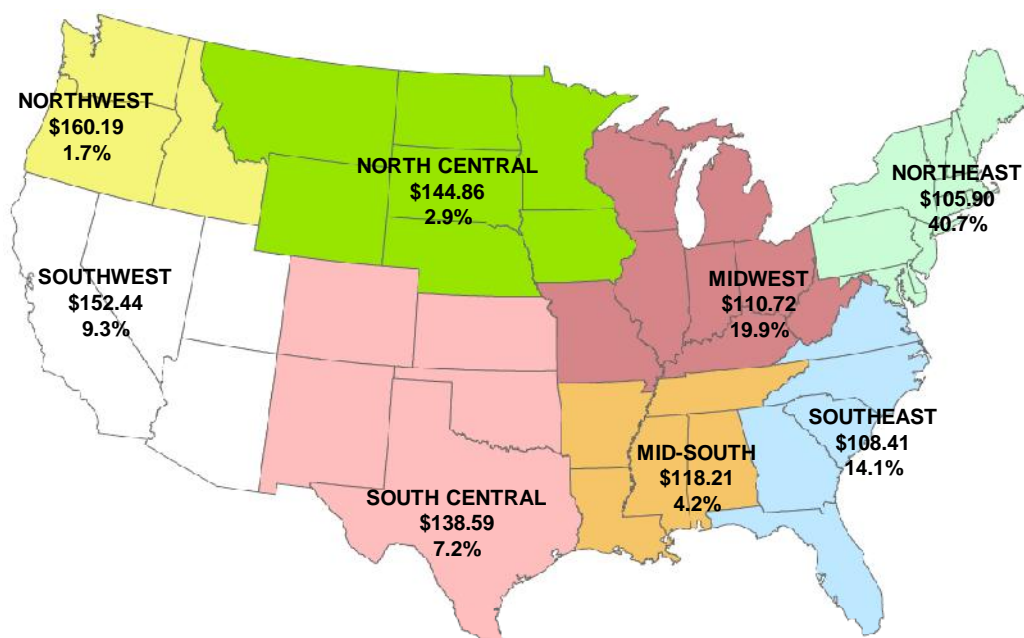 NORTHWEST
$160.19
1.7%
NORTH CENTRAL
$144.86
2.9%
NORTHEAST
$105.90
40.7%
SOUTHWEST
$152.44
9.3%
MIDWEST
$110.72
19.9%
SOUTHEAST
$108.41
14.1%
MID-SOUTH
$118.21
4.2%
SOUTH CENTRAL
$138.59
7.2%